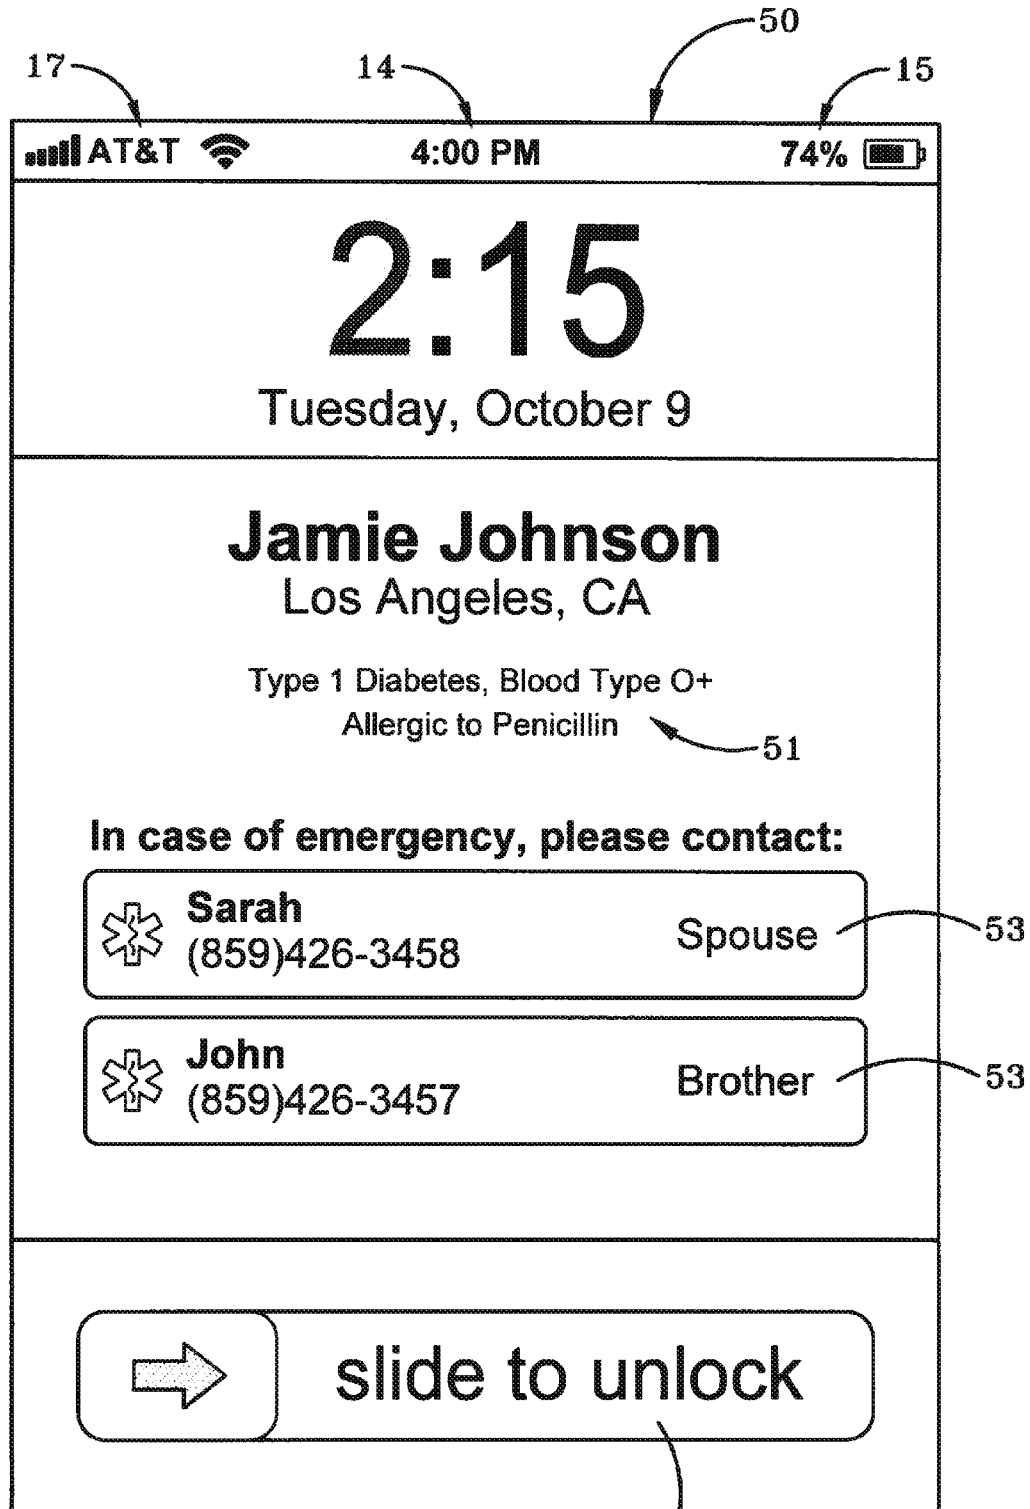 50
17 14 15
AT&T 4:00 PM 74%
2:15
Tuesday, October 9
Jamie Johnson
Los Angeles, CA
Type 1 Diabetes, Blood Type O+
Allergic to Penicillin
51
In case of emergency, please contact:
Sarah
(859)426-3458 Spouse 53
John
(859)426-3457 Brother 53
slide to unlock